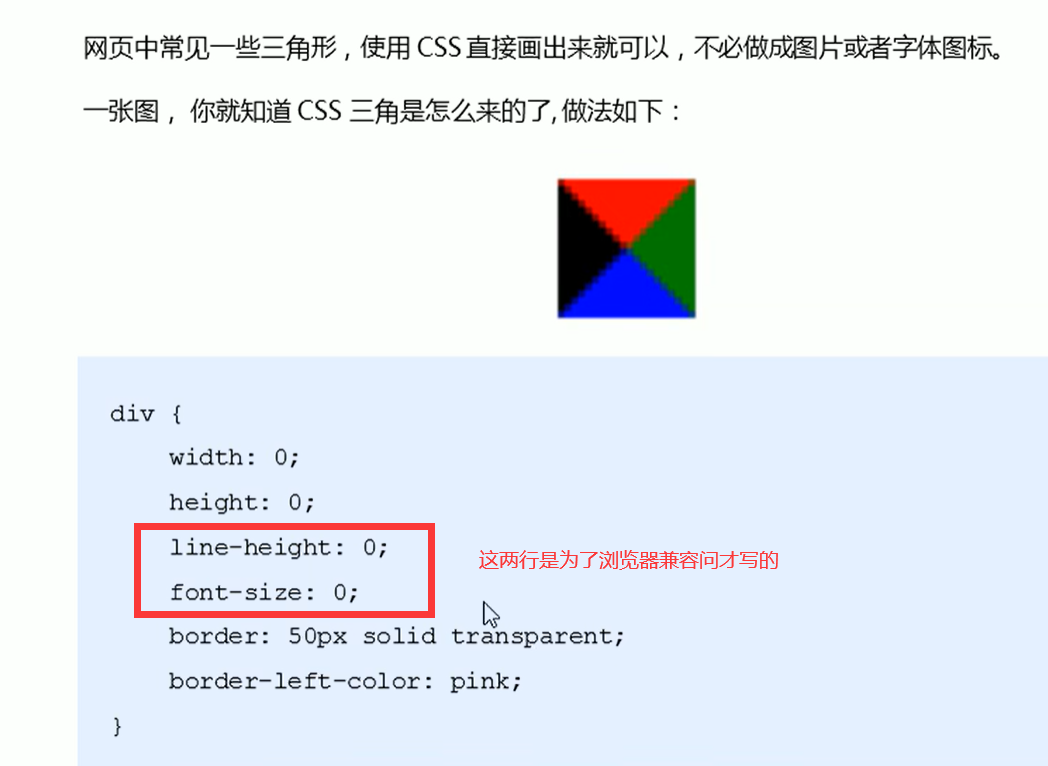 网页中常见一些三角形，使用 CSS 直接画出来就可以，不必做成图片或者字体图标。
一张图， 你就知道 CSS 三角是怎么来的了, 做法如下：
div {
width: 0;
height: 0;
line-height: 0;
这两行是为了浏览器兼容问才写的
font-size: 0;
border: 50px solid transparent;
border-left-color: pink;
}